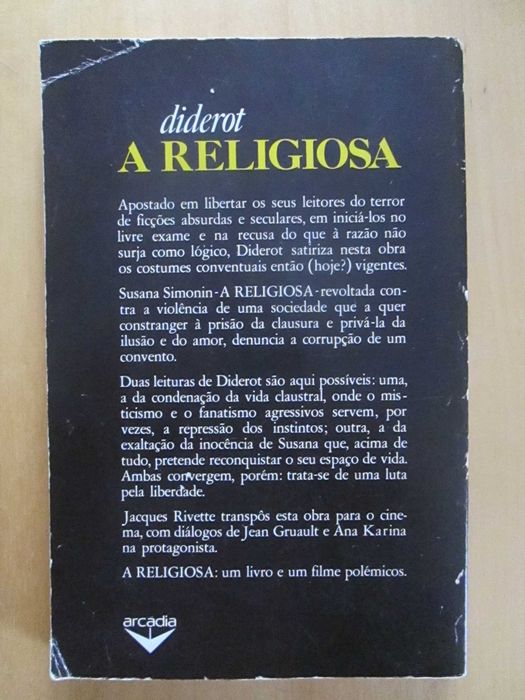 diderot
A RELIGIOSA
Apostado em libertar os seus leitores do terror
de ficções absurdas e seculares, em iniciá-los no
livre exame e na recusa do que à razão não
surja como lógico, Diderot satiriza nesta obra
os costumes conventuais então (hoje?) vigentes.
Susana Simonin-A RELIGIOSA-revoltada con-
tra a violência de uma sociedade que a quer
constranger à prisão da clausura e privá-la da
ilusão e do amor, denuncia a corrupção de um
convento.
Duas leituras de Diderot são aqui possíveis: uma,
a da condenação da vida claustral, onde o mis-
ticismo e o fanatismo agressivos servem, por
vezes, a repressão dos instintos; outra, a da
exaltação da inocência de Susana que, acima de
tudo, pretende reconquistar o seu espaço de vida.
Ambas convergem, porém: trata-se de uma luta
pela liberdade.
Jacques Rivette transpôs esta obra para o cine-
ma, com diálogos de Jean Gruault e Ana Karina
na protagonista.
A RELIGIOSA: um livro e um filme polémicos.
arcádia